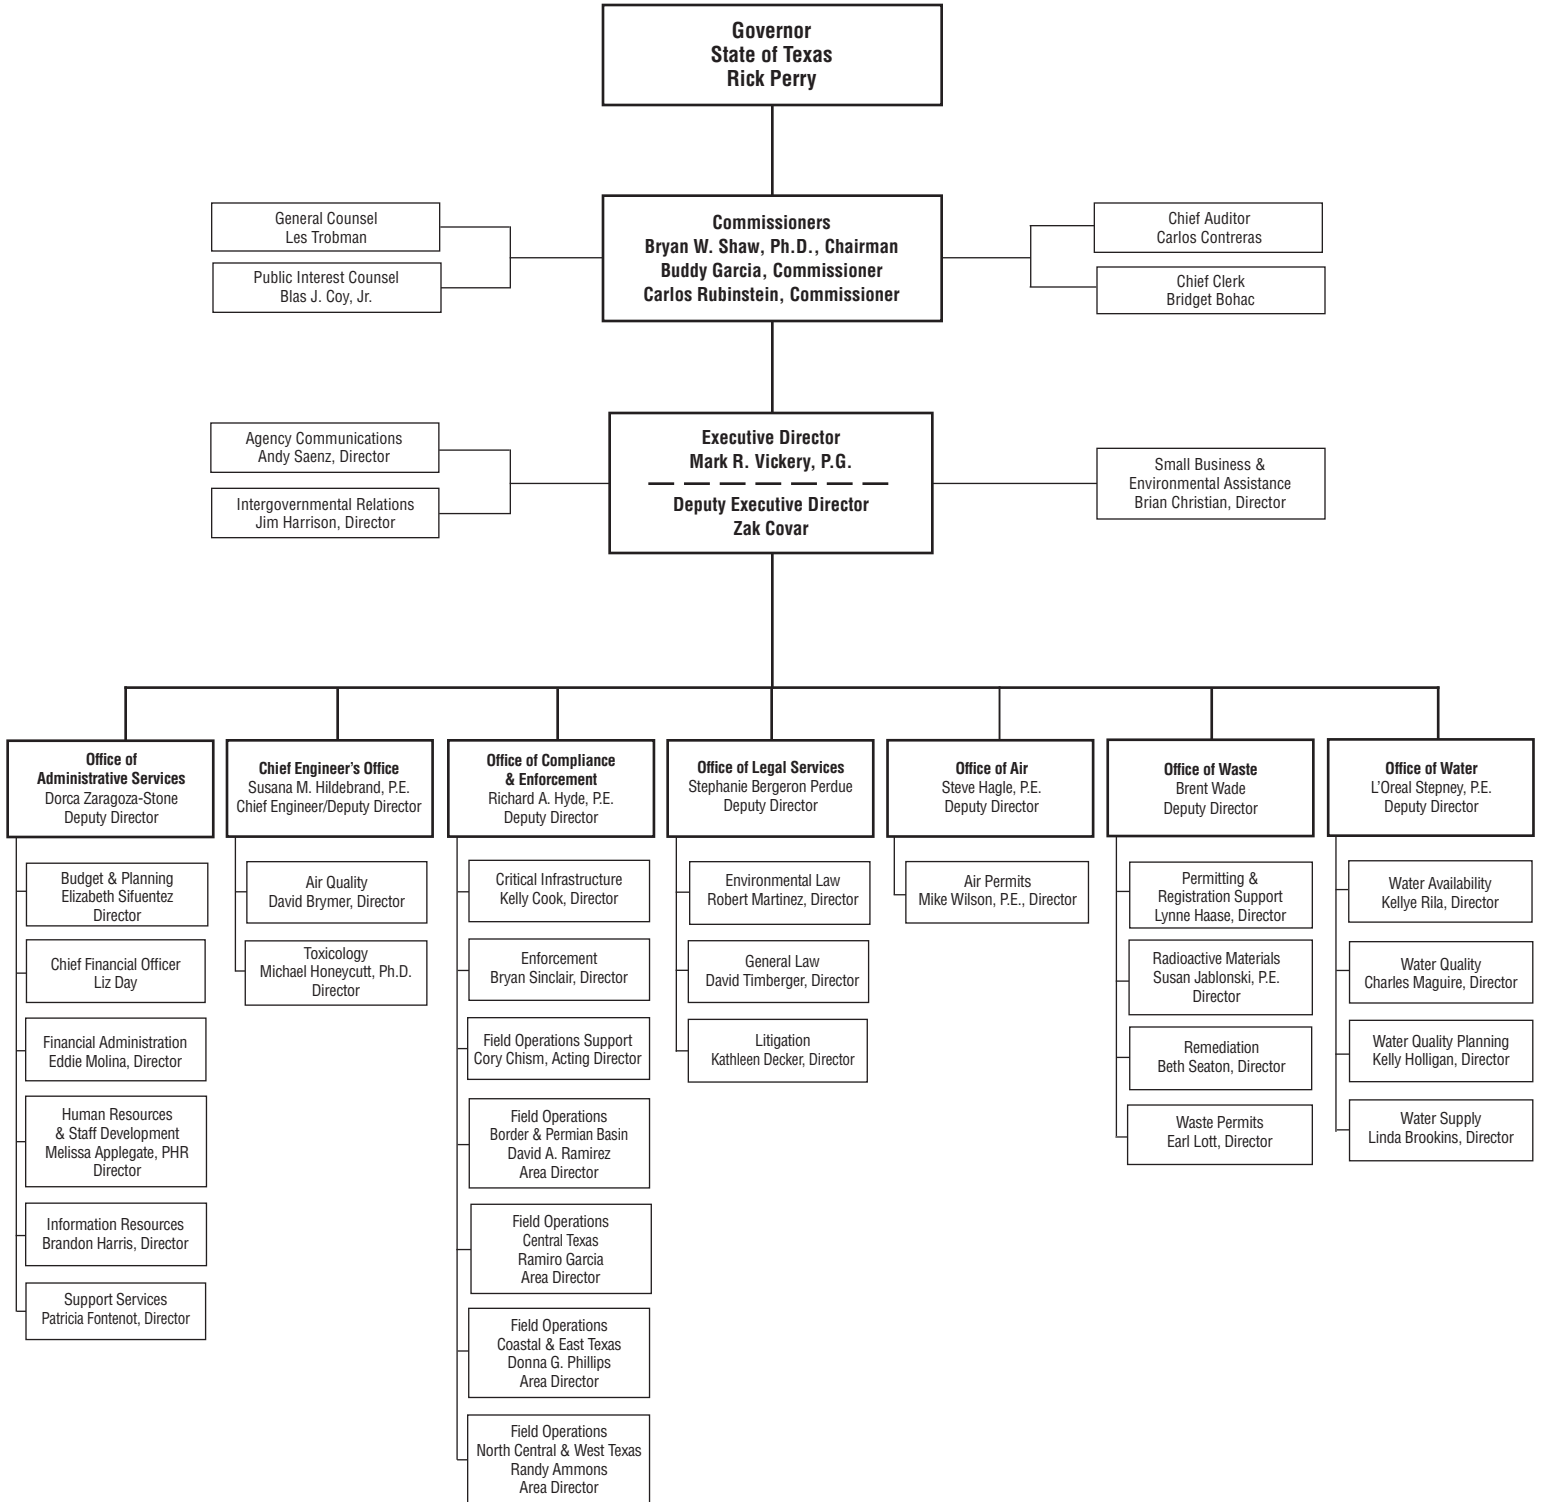 Governor
State of Texas
Rick Perry
General Counsel
Les Trobman
Public Interest Counsel
Blas J. Coy, Jr.
Commissioners
Bryan W. Shaw, Ph.D., Chairman
Buddy Garcia, Commissioner
Carlos Rubinstein, Commissioner
Chief Auditor
Carlos Contreras
Chief Clerk
Bridget Bohac
Agency Communications
Andy Saenz, Director
Intergovernmental Relations
Jim Harrison, Director
Executive Director
Mark R. Vickery, P.G.
Deputy Executive Director
Zak Covar
Small Business &
Environmental Assistance
Brian Christian, Director
Office of
Administrative Services
Dorca Zaragoza-Stone
Deputy Director
Budget & Planning
Elizabeth Sifuentez
Director
Chief Financial Officer
Liz Day
Financial Administration
Eddie Molina, Director
Human Resources
& Staff Development
Melissa Applegate, PHR
Director
Information Resources
Brandon Harris, Director
Support Services
Patricia Fontenot, Director
Chief Engineer's Office
Susana M. Hildebrand, P.E.
Chief Engineer/Deputy Director
Air Quality
David Brymer, Director
Toxicology
Michael Honeycutt, Ph.D.
Director
Office of Compliance
& Enforcement
Richard A. Hyde, P.E.
Deputy Director
Critical Infrastructure
Kelly Cook, Director
Enforcement
Bryan Sinclair, Director
Field Operations Support
Cory Chism, Acting Director
Field Operations
Border & Permian Basin
David A. Ramirez
Area Director
Field Operations
Central Texas
Ramiro Garcia
Area Director
Field Operations
Coastal & East Texas
Donna G. Phillips
Area Director
Field Operations
North Central & West Texas
Randy Ammons
Area Director
Office of Legal Services
Stephanie Bergeron Perdue
Deputy Director
Environmental Law
Robert Martinez, Director
General Law
David Timberger, Director
Litigation
Kathleen Decker, Director
Office of Air
Steve Hagle, P.E.
Deputy Director
Air Permits
Mike Wilson, P.E., Director
Office of Waste
Brent Wade
Deputy Director
Permitting &
Registration Support
Lynne Haase, Director
Radioactive Materials
Susan Jablonski, P.E.
Director
Remediation
Beth Seaton, Director
Waste Permits
Earl Lott, Director
Office of Water
L'Oreal Stepney, P.E.
Deputy Director
Water Availability
Kellye Rila, Director
Water Quality
Charles Maguire, Director
Water Quality Planning
Kelly Holligan, Director
Water Supply
Linda Brookins, Director